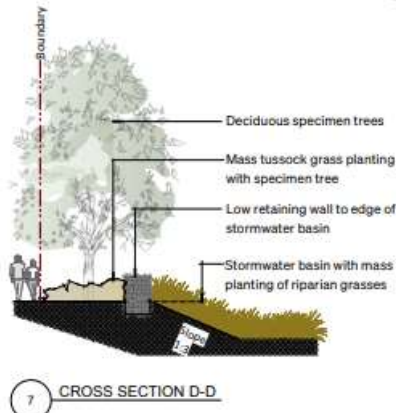 Boundary
Deciduous specimen trees
Mass tussock grass planting
with specimen tree
Low retaining wall to edge of
stormwater basin
Stormwater basin with mass
planting of riparian grasses
Slope
1:3
7 CROSS SECTION D-D